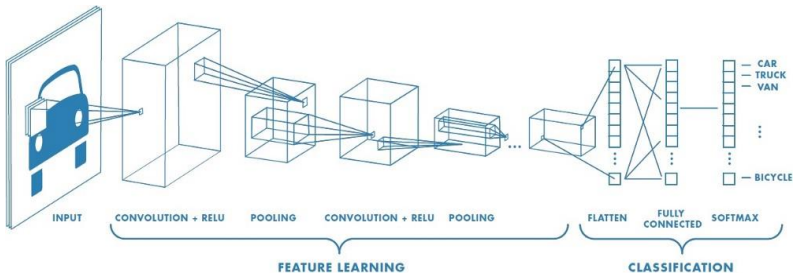 CAR
TRUCK
VAN
BICYCLE
INPUT
CONVOLUTION + RELU
POOLING
CONVOLUTION + RELU
POOLING
FLATTEN
FULLY
CONNECTED
SOFTMAX
FEATURE LEARNING
CLASSIFICATION